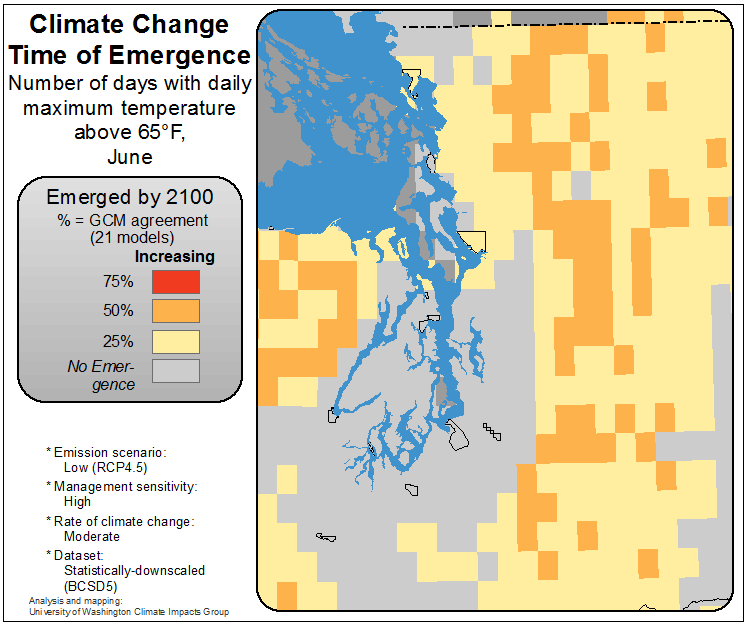 Climate Change
Time of Emergence
Number of days with daily
maximum temperature
above 65°F,
June
Emerged by 2100
% = GCM agreement
(21 models)
Increasing
75%
50%
25%
No Emer-
gence
* Emission scenario:
Low (RCP4.5)
* Management sensitivity:
High
* Rate of climate change:
Moderate
* Dataset:
Statistically-downscaled
(BCSD5)
Analysis and mapping:
University of Washington Climate Impacts Group